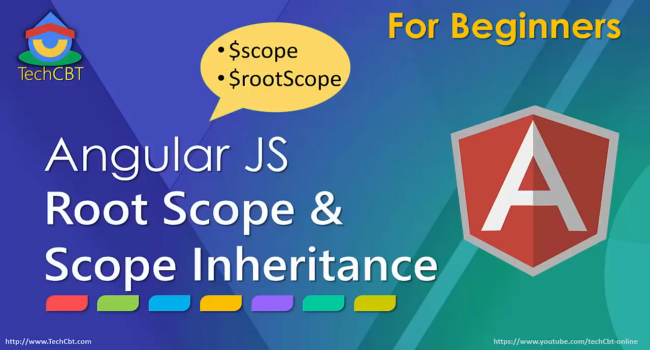 For Beginners
TechCBT
• $scope
• $rootScope
Angular JS
Root Scope &
Scope Inheritance
A
http://www.TechCbt.com
https://www.youtube.com/techCbt-online